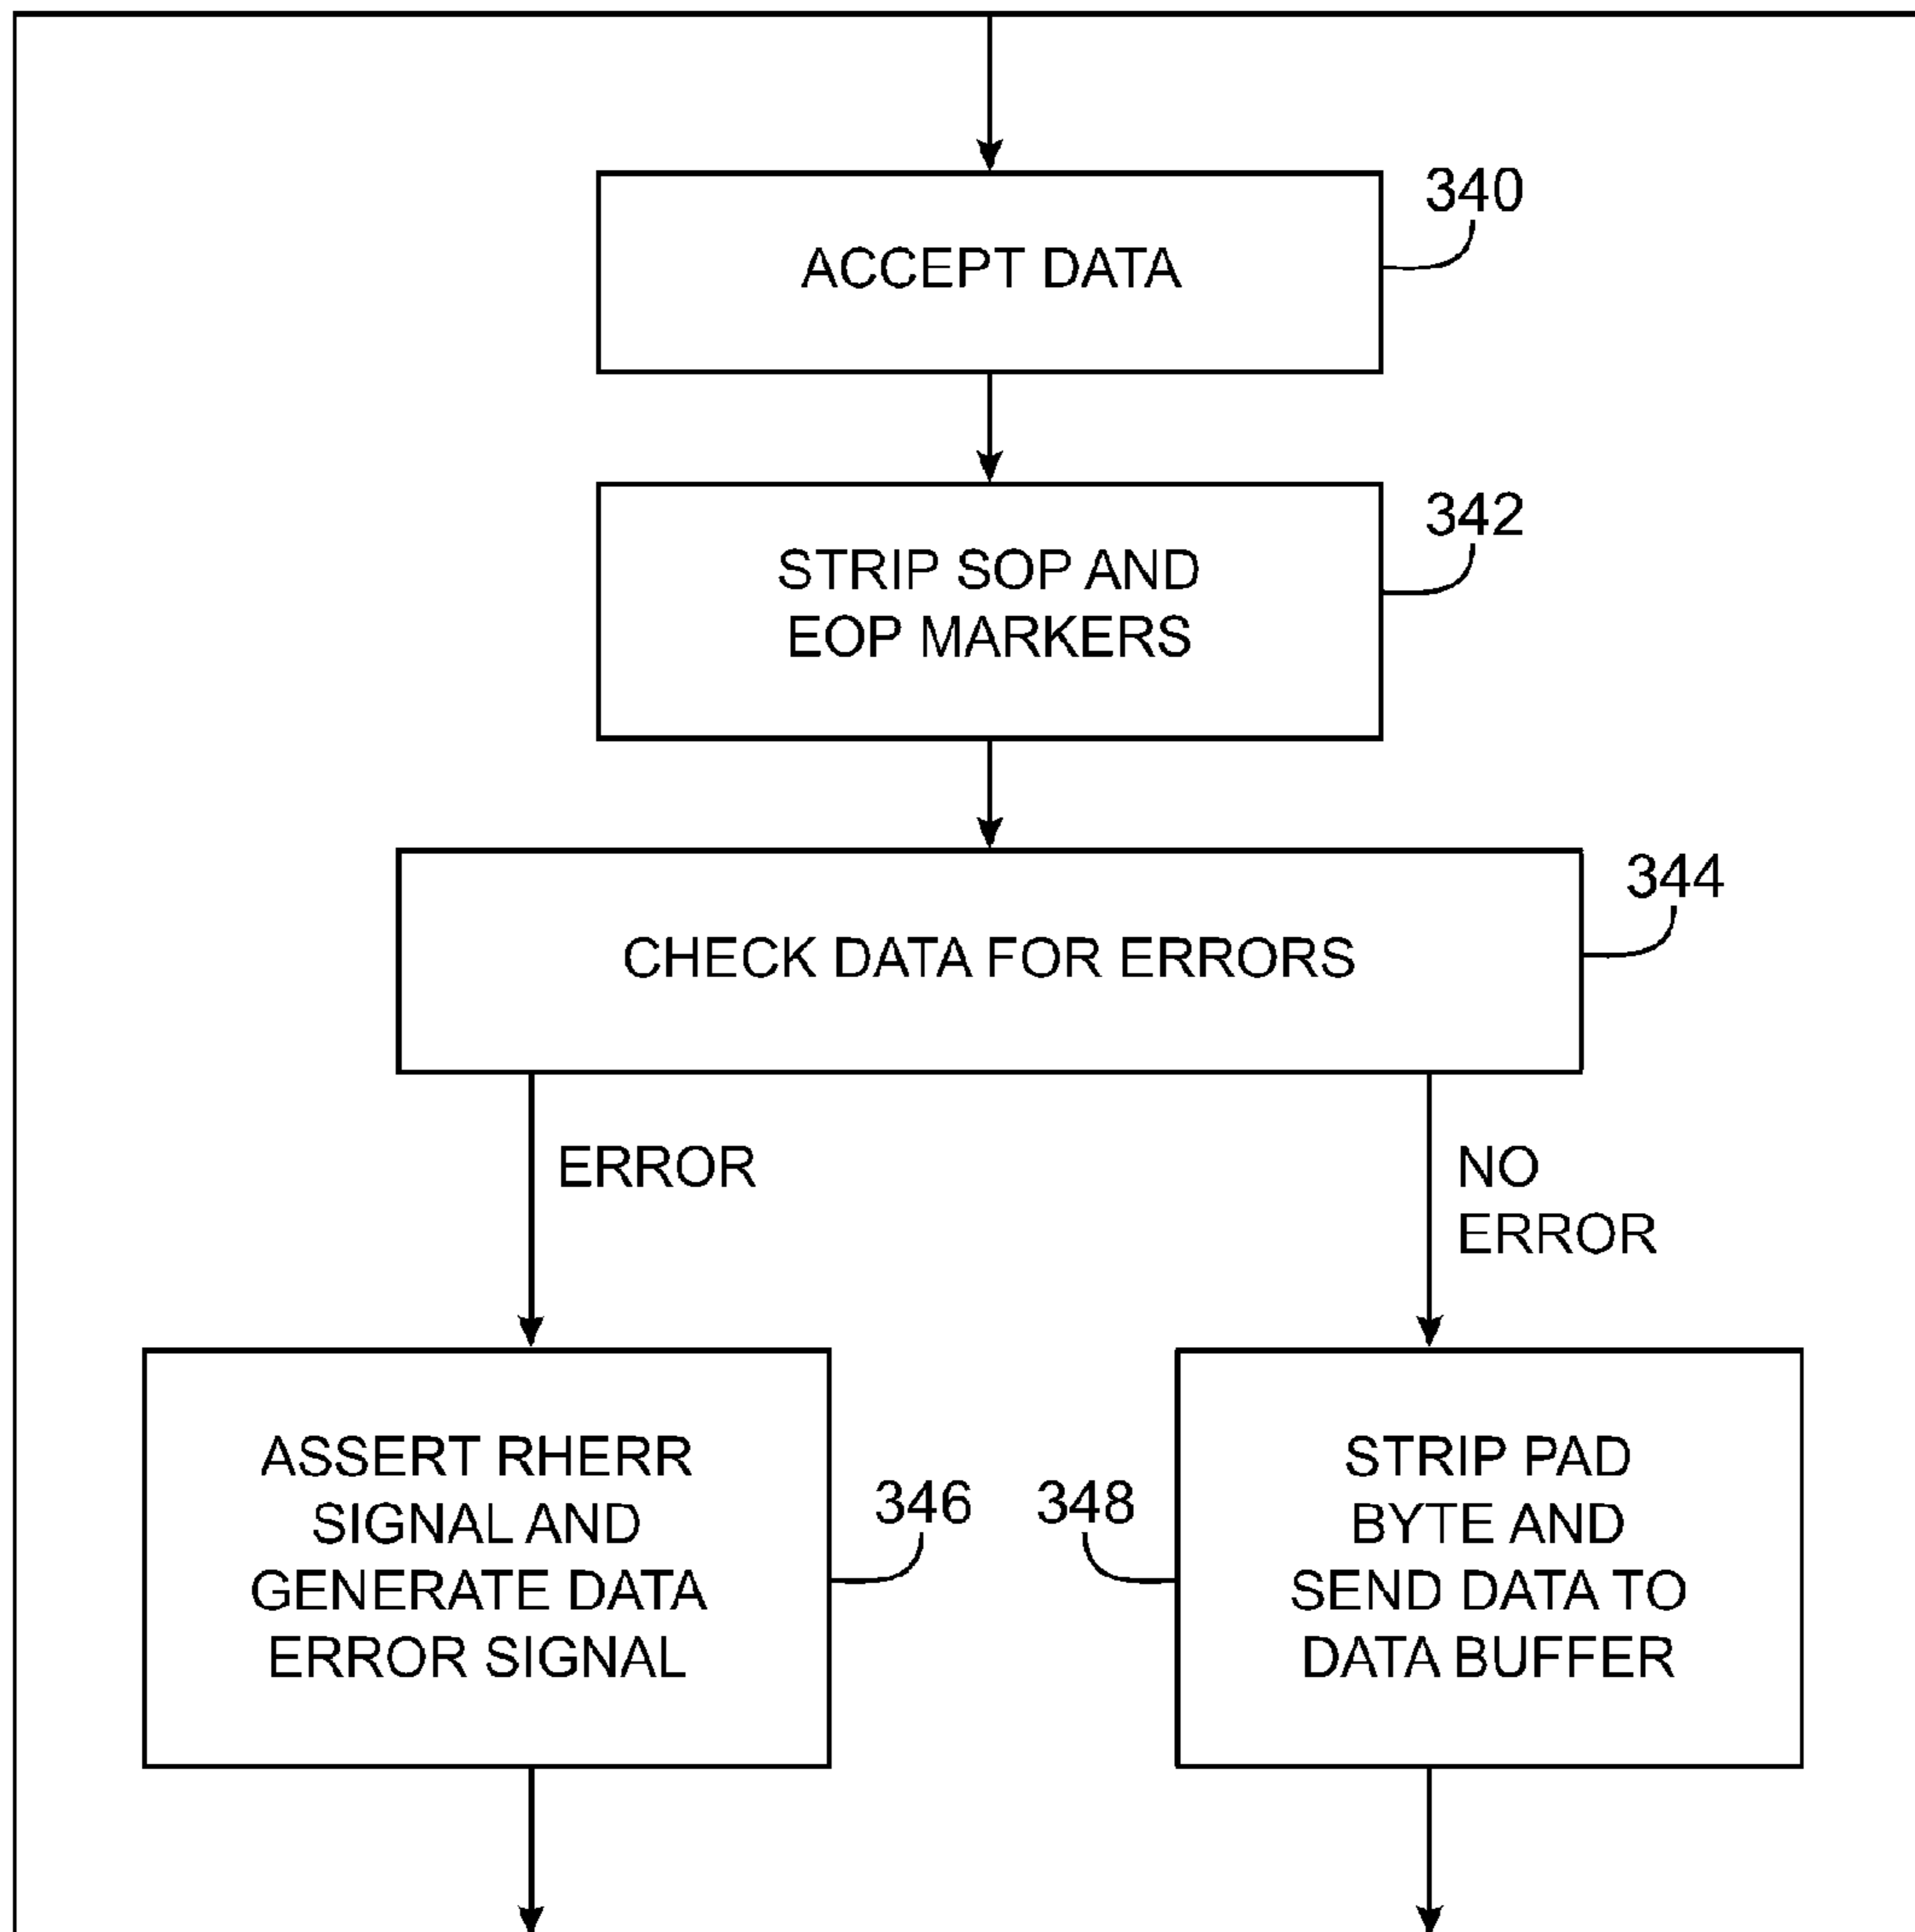 340
ACCEPT DATA
342
STRIP SOP AND
EOP MARKERS
344
CHECK DATA FOR ERRORS
ERROR
NO
ERROR
ASSERT RHERR
SIGNAL AND
GENERATE DATA
ERROR SIGNAL
346
348
STRIP PAD
BYTE AND
SEND DATA TO
DATA BUFFER